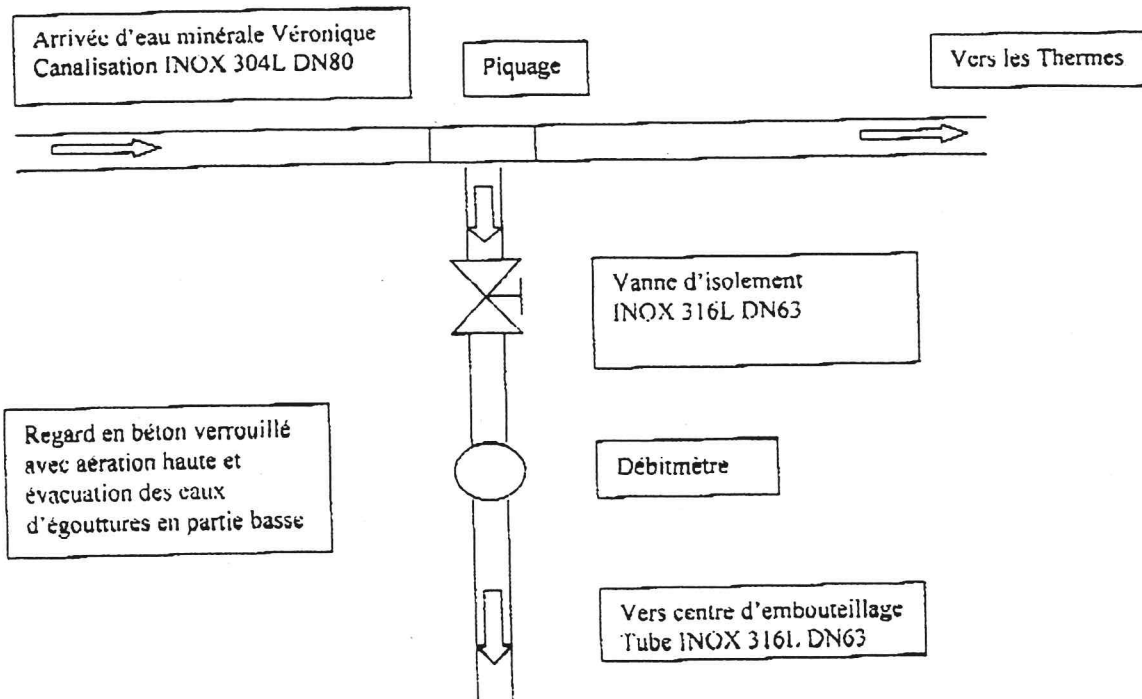 Arrivée d'eau minérale Véronique
Canalisation INOX 304L DN80
Piquage
Vers les Thermes
Vanne d'isolement
INOX 316L DN63
Regard en béton verrouillé
avec aération haute et
évacuation des eaux
d'égouttures en partie basse
Débitmètre
Vers centre d'embouteillage
Tube INOX 316L DN63